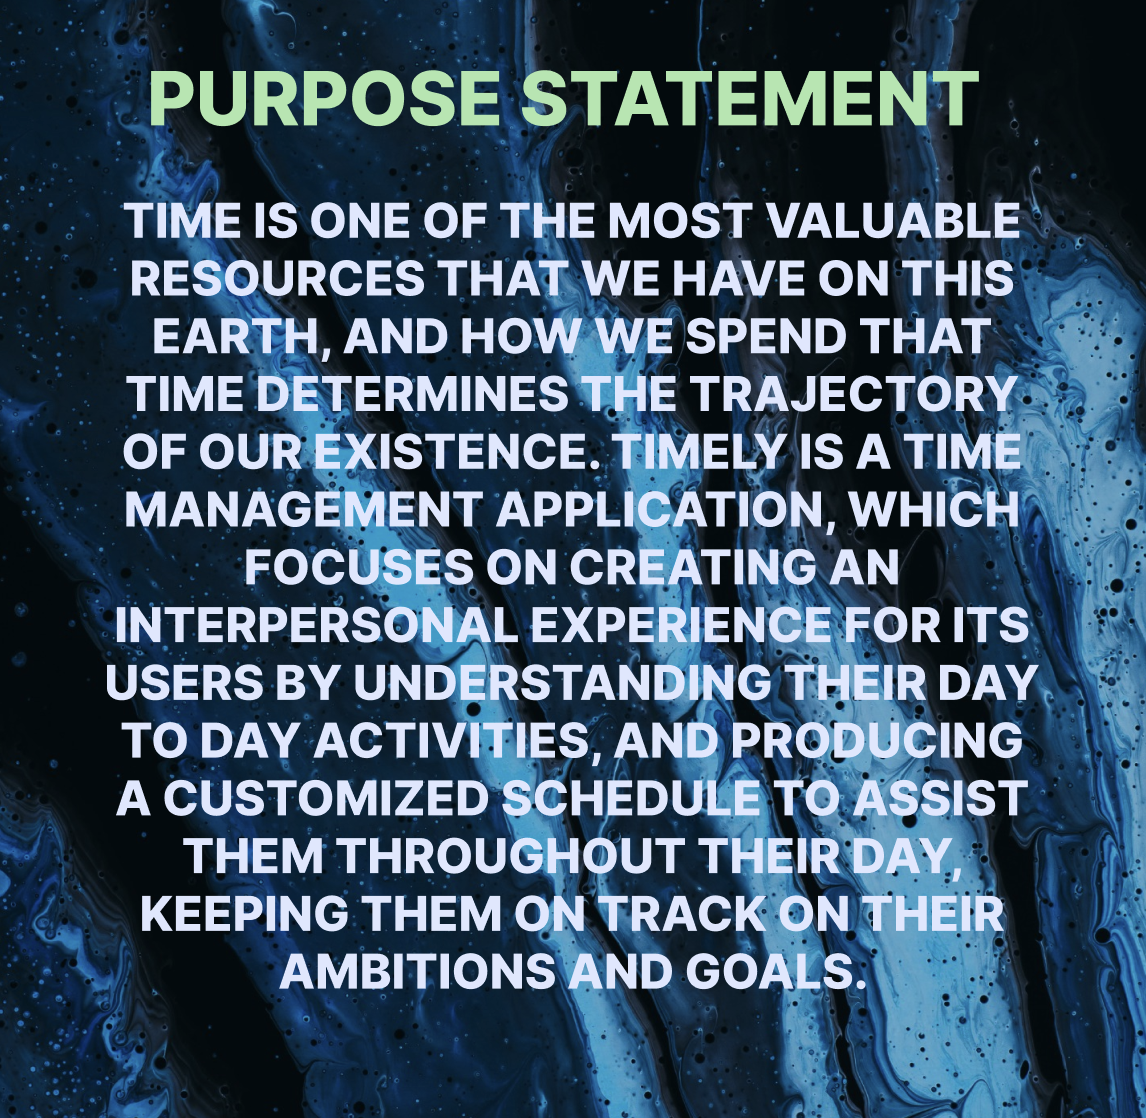 PURPOSE STATEMENT
TIME IS ONE OF THE MOST VALUABLE
RESOURCES THAT WE HAVE ON THIS
EARTH, AND HOW WE SPEND THAT
TIME DETERMINES THE TRAJECTORY
OF OUR EXISTENCE. TIMELY IS A TIME
MANAGEMENT APPLICATION, WHICH
FOCUSES ON CREATING AN
INTERPERSONAL EXPERIENCE FOR ITS
USERS BY UNDERSTANDING THEIR DAY
TO DAY ACTIVITIES, AND PRODUCING
A CUSTOMIZED SCHEDULE TO ASSIST
THEM THROUGHOUT THEIR DAY,
KEEPING THEM ON TRACK ON THEIR
AMBITIONS AND GOALS.